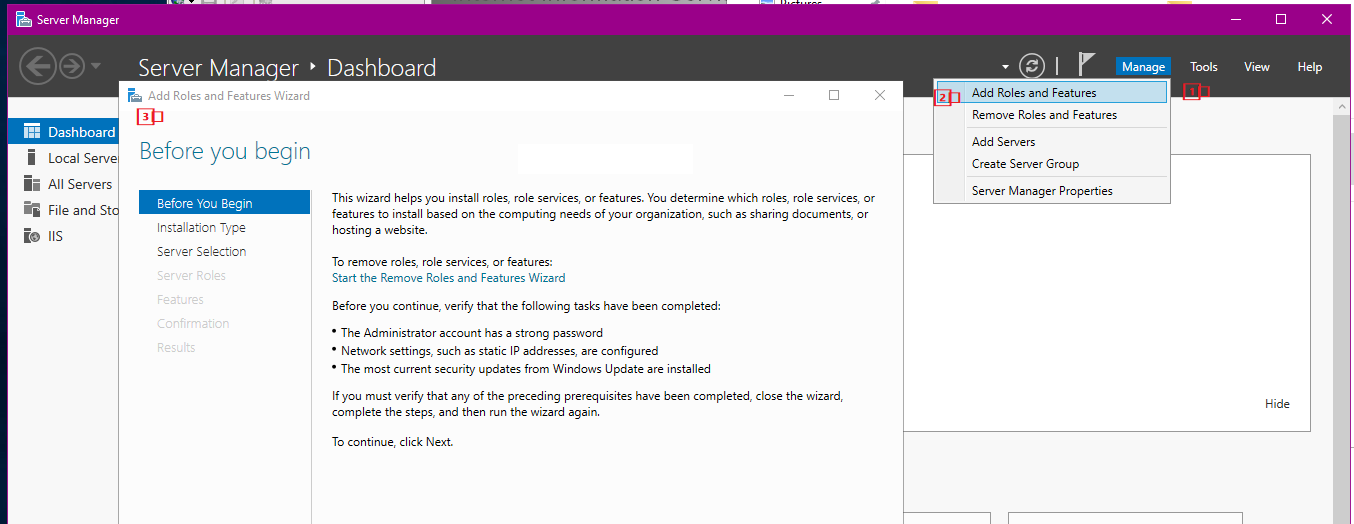 Pictures
Server Manager
Server Manager ‣ Dashboard
Manage
Tools
View
Help
1
2
Add Roles and Features
Remove Roles and Features
Add Servers
Create Server Group
Server Manager Properties
Dashboard
Local Serve
All Servers
File and Sto
IIS
Add Roles and Features Wizard
3
Before you begin
Before You Begin
Installation Type
Server Selection
Server Roles
Features
Confirmation
Results
This wizard helps you install roles, role services, or features. You determine which roles, role services, or
features to install based on the computing needs of your organization, such as sharing documents, or
hosting a website.
To remove roles, role services, or features:
Start the Remove Roles and Features Wizard
Before you continue, verify that the following tasks have been completed:
• The Administrator account has a strong password
• Network settings, such as static IP addresses, are configured
• The most current security updates from Windows Update are installed
If you must verify that any of the preceding prerequisites have been completed, close the wizard,
complete the steps, and then run the wizard again.
To continue, click Next.
Hide